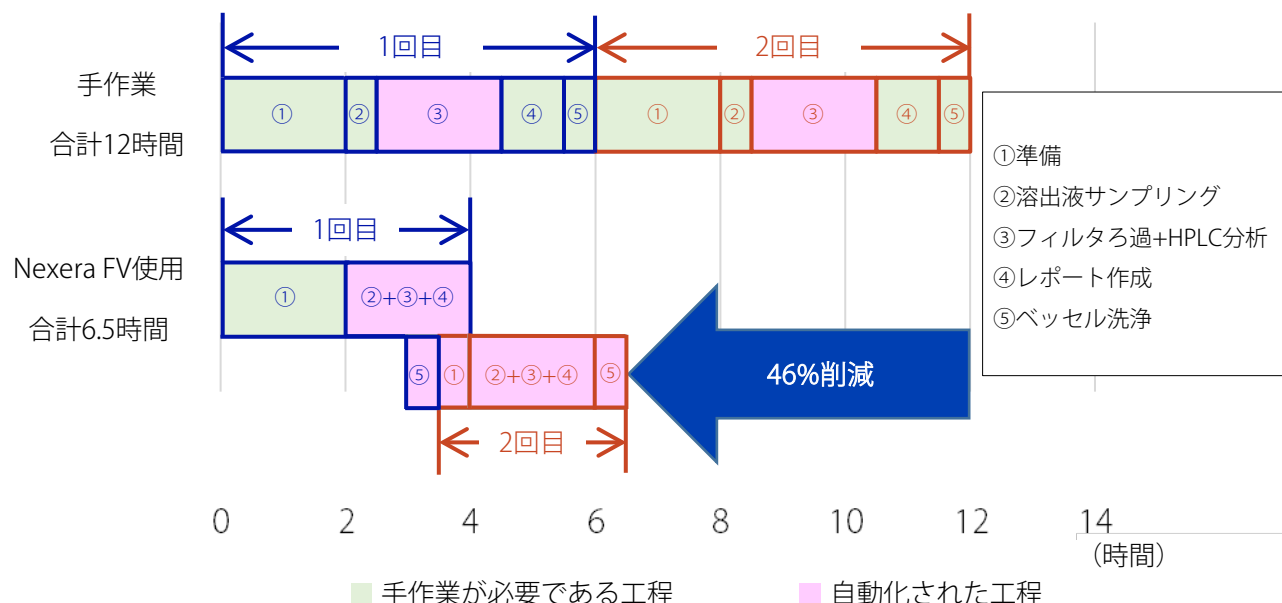 1回目
2回目
手作業
合計12時間
① ② ③ ④ ⑤ ① ② ③ ④ ⑤
①準備
②溶出液サンプリング
③フィルタろ過+HPLC分析
④レポート作成
⑤ベッセル洗浄
1回目
Nexera FV使用
合計6.5時間
① ②+③+④
⑤ ① ②+③+④ ⑤
46%削減
2回目
0 2 4 6 8 10 12 14
（時間）
手作業が必要である工程
自動化された工程